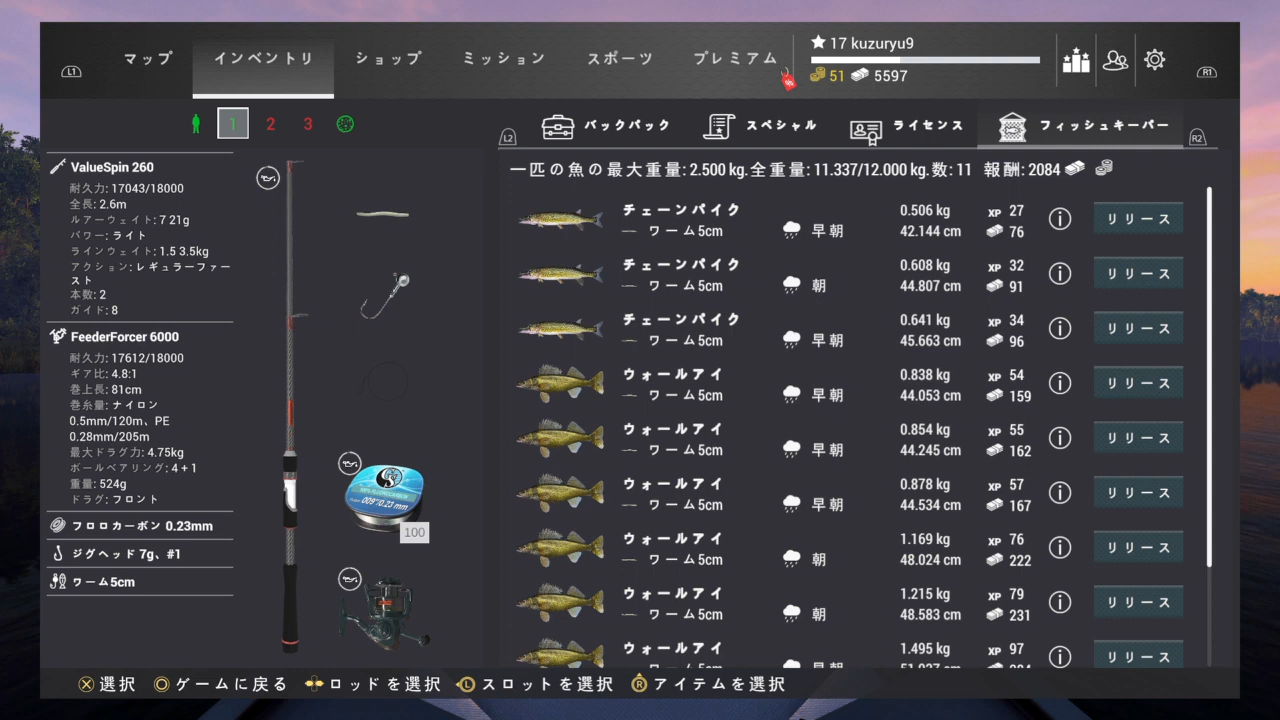 L1
マップ
インベントリ
ショップ
ミッション
スポーツ
プレミアム
17 kuzuryu9
51 5597
R1
1
2
3
L2
バックパック
スペシャル
ライセンス
フィッシュキーパー
R2
ValueSpin 260
耐久力: 17043/18000
全長: 2.6m
ルアーウェイト: 7 21g
パワー: ライト
ラインウェイト: 1.5 3.5kg
アクション: レギュラーファー
スト
本数: 2
ガイド: 8
FeederForcer 6000
耐久力: 17612/18000
ギア比: 4.8:1
巻上長: 81cm
巻糸量: ナイロン
0.5mm/120m、PE
0.28mm/205m
最大ドラグ力: 4.75kg
ボールベアリング: 4 + 1
重量: 524g
ドラグ: フロント
フロロカーボン 0.23mm
ジグヘッド 7g、#1
ワーム5cm
100
一匹の魚の最大重量: 2.500 kg. 全重量: 11.337/12.000 kg. 数: 11 報酬: 2084
チェーンパイク 0.506 kg XP 27 リリース
ワーム5cm 早朝 42.144 cm 76
チェーンパイク 0.608 kg XP 32 リリース
ワーム5cm 朝 44.807 cm 91
チェーンパイク 0.641 kg XP 34 リリース
ワーム5cm 早朝 45.663 cm 96
ウォールアイ 0.838 kg XP 54 リリース
ワーム5cm 早朝 44.053 cm 159
ウォールアイ 0.854 kg XP 55 リリース
ワーム5cm 早朝 44.245 cm 162
ウォールアイ 0.878 kg XP 57 リリース
ワーム5cm 早朝 44.534 cm 167
ウォールアイ 1.169 kg XP 76 リリース
ワーム5cm 朝 48.024 cm 222
ウォールアイ 1.215 kg XP 79 リリース
ワーム5cm 朝 48.583 cm 231
ウォールアイ 1.495 kg XP 97 リリース
選択
ゲームに戻る
ロッドを選択
L スロットを選択
R アイテムを選択